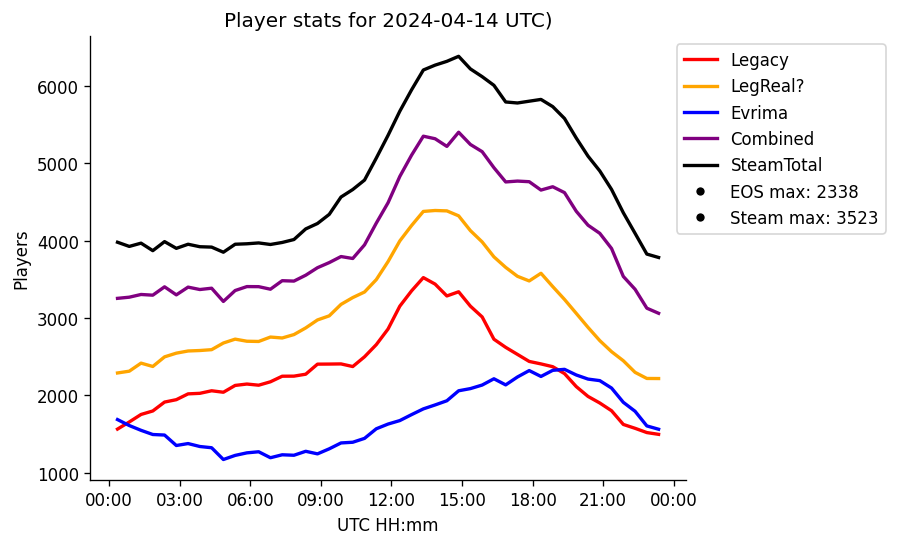 Player stats for 2024-04-14 UTC)
Legacy
LegReal?
Evrima
Combined
SteamTotal
EOS max: 2338
Steam max: 3523
Players
6000
5000
4000
3000
2000
1000
00:00 03:00 06:00 09:00 12:00 15:00 18:00 21:00 00:00
UTC HH:mm